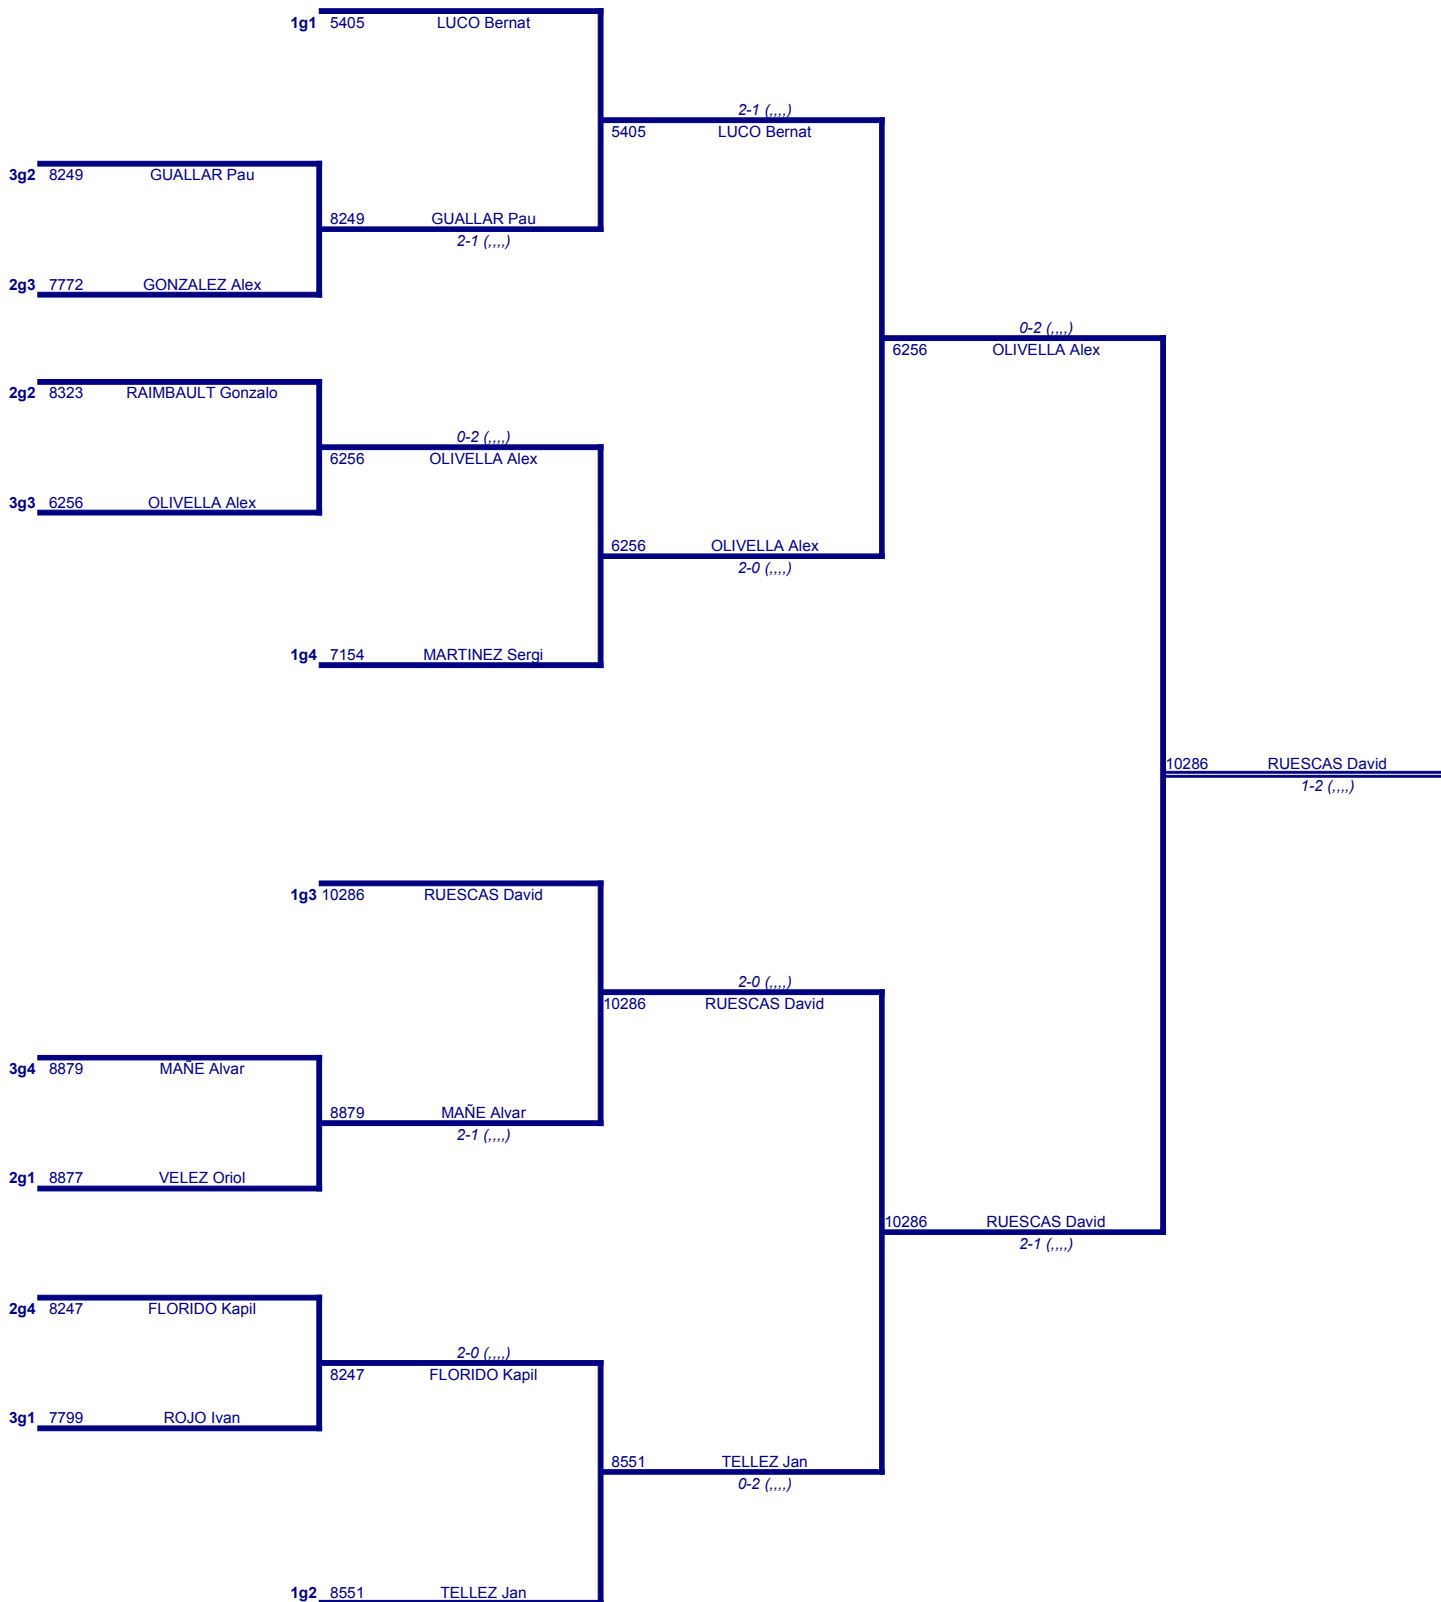 1g1 5405 LUCO Bernat
2-1 (,,,,)
5405 LUCO Bernat
3g2 8249 GUALLAR Pau
8249 GUALLAR Pau
2-1 (,,,,)
2g3 7772 GONZALEZ Alex
0-2 (,,,,)
6256 OLIVELLA Alex
2g2 8323 RAIMBAULT Gonzalo
0-2 (,,,,)
6256 OLIVELLA Alex
3g3 6256 OLIVELLA Alex
6256 OLIVELLA Alex
2-0 (,,,,)
1g4 7154 MARTINEZ Sergi
10286 RUESCAS David
1-2 (,,,,)
1g3 10286 RUESCAS David
2-0 (,,,,)
10286 RUESCAS David
3g4 8879 MAÑE Alvar
8879 MAÑE Alvar
2-1 (,,,,)
2g1 8877 VELEZ Oriol
10286 RUESCAS David
2-1 (,,,,)
2g4 8247 FLORIDO Kapil
2-0 (,,,,)
8247 FLORIDO Kapil
3g1 7799 ROJO Ivan
8551 TELLEZ Jan
0-2 (,,,,)
1g2 8551 TELLEZ Jan